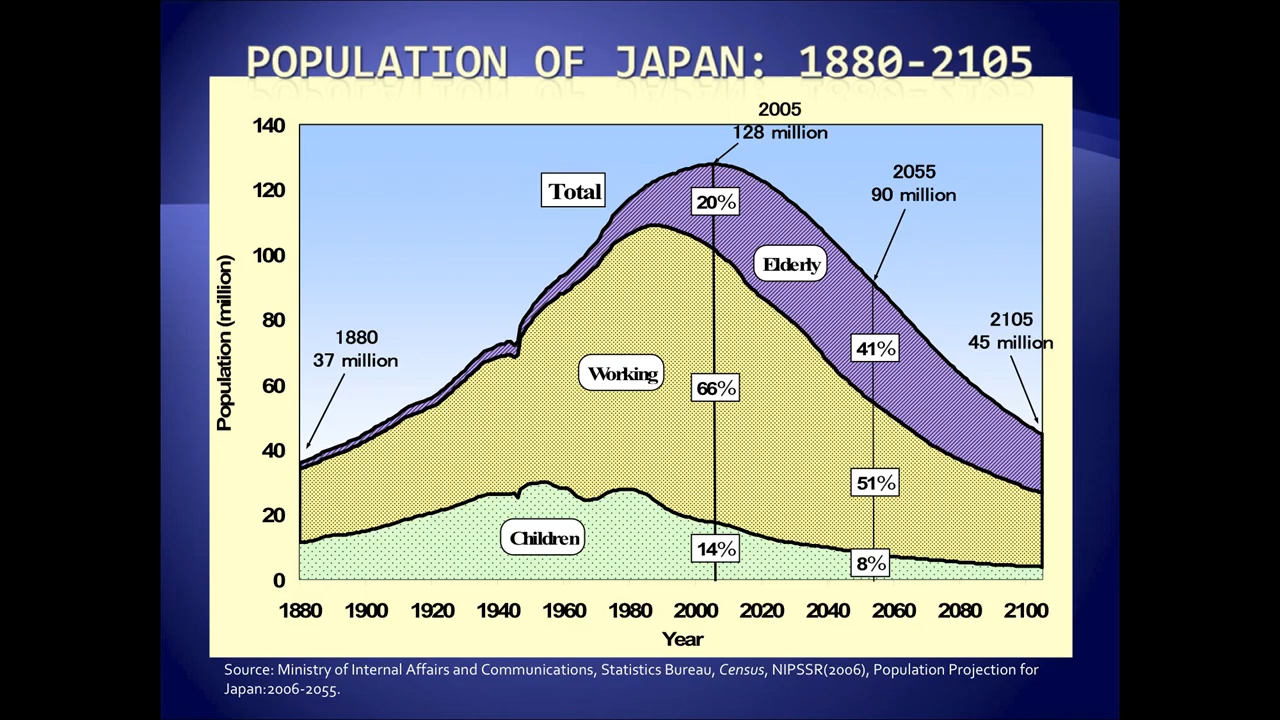 POPULATION OF JAPAN: 1880-2105
2005
128 million
140
2055
90 million
Total
120
20%
100
Elderly
80
2105
45 million
1880
37 million
41%
Population (million)
Working
60
66%
40
51%
20
Children
14%
8%
0
1880 1900 1920 1940 1960 1980 2000 2020 2040 2060 2080 2100
Year
Source: Ministry of Internal Affairs and Communications, Statistics Bureau, Census, NIPSSR(2006), Population Projection for
Japan:2006-2055.